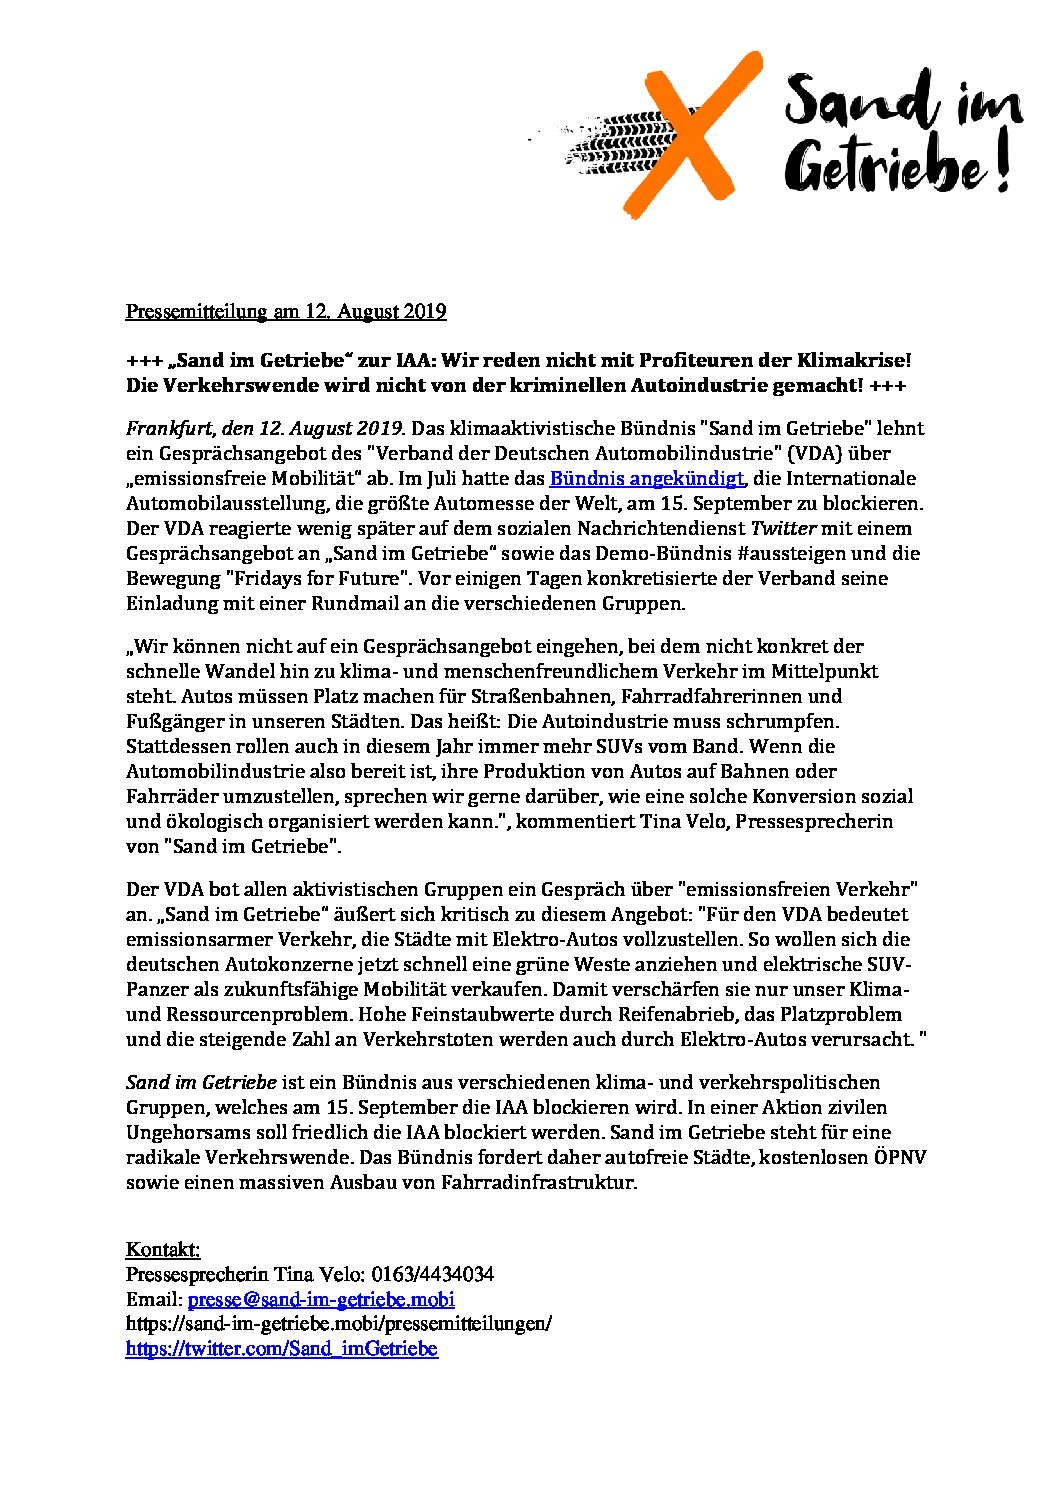 Sand im
Getriebe!
Pressemitteilung am 12. August 2019
+++ „Sand im Getriebe“ zur IAA: Wir reden nicht mit Profiteuren der Klimakrise!
Die Verkehrswende wird nicht von der kriminellen Autoindustrie gemacht! +++
Frankfurt, den 12. August 2019. Das klimaaktivistische Bündnis "Sand im Getriebe" lehnt
ein Gesprächsangebot des "Verband der Deutschen Automobilindustrie" (VDA) über
„emissionsfreie Mobilität“ ab. Im Juli hatte das Bündnis angekündigt, die Internationale
Automobilausstellung, die größte Automesse der Welt, am 15. September zu blockieren.
Der VDA reagierte wenig später auf dem sozialen Nachrichtendienst Twitter mit einem
Gesprächsangebot an „Sand im Getriebe“ sowie das Demo-Bündnis #aussteigen und die
Bewegung "Fridays for Future". Vor einigen Tagen konkretisierte der Verband seine
Einladung mit einer Rundmail an die verschiedenen Gruppen.
„Wir können nicht auf ein Gesprächsangebot eingehen, bei dem nicht konkret der
schnelle Wandel hin zu klima- und menschenfreundlichem Verkehr im Mittelpunkt
steht. Autos müssen Platz machen für Straßenbahnen, Fahrradfahrerinnen und
Fußgänger in unseren Städten. Das heißt: Die Autoindustrie muss schrumpfen.
Stattdessen rollen auch in diesem Jahr immer mehr SUVs vom Band. Wenn die
Automobilindustrie also bereit ist, ihre Produktion von Autos auf Bahnen oder
Fahrräder umzustellen, sprechen wir gerne darüber, wie eine solche Konversion sozial
und ökologisch organisiert werden kann.", kommentiert Tina Velo, Pressesprecherin
von "Sand im Getriebe".
Der VDA bot allen aktivistischen Gruppen ein Gespräch über "emissionsfreien Verkehr"
an. „Sand im Getriebe“ äußert sich kritisch zu diesem Angebot: "Für den VDA bedeutet
emissionsarmer Verkehr, die Städte mit Elektro-Autos vollzustellen. So wollen sich die
deutschen Autokonzerne jetzt schnell eine grüne Weste anziehen und elektrische SUV-
Panzer als zukunftsfähige Mobilität verkaufen. Damit verschärfen sie nur unser Klima-
und Ressourcenproblem. Hohe Feinstaubwerte durch Reifenabrieb, das Platzproblem
und die steigende Zahl an Verkehrstoten werden auch durch Elektro-Autos verursacht. "
Sand im Getriebe ist ein Bündnis aus verschiedenen klima- und verkehrspolitischen
Gruppen, welches am 15. September die IAA blockieren wird. In einer Aktion zivilen
Ungehorsams soll friedlich die IAA blockiert werden. Sand im Getriebe steht für eine
radikale Verkehrswende. Das Bündnis fordert daher autofreie Städte, kostenlosen ÖPNV
sowie einen massiven Ausbau von Fahrradinfrastruktur.
Kontakt:
Pressesprecherin Tina Velo: 0163/4434034
Email: presse@sand-im-getriebe.mobi
https://sand-im-getriebe.mobi/pressemitteilungen/
https://twitter.com/Sand_imGetriebe